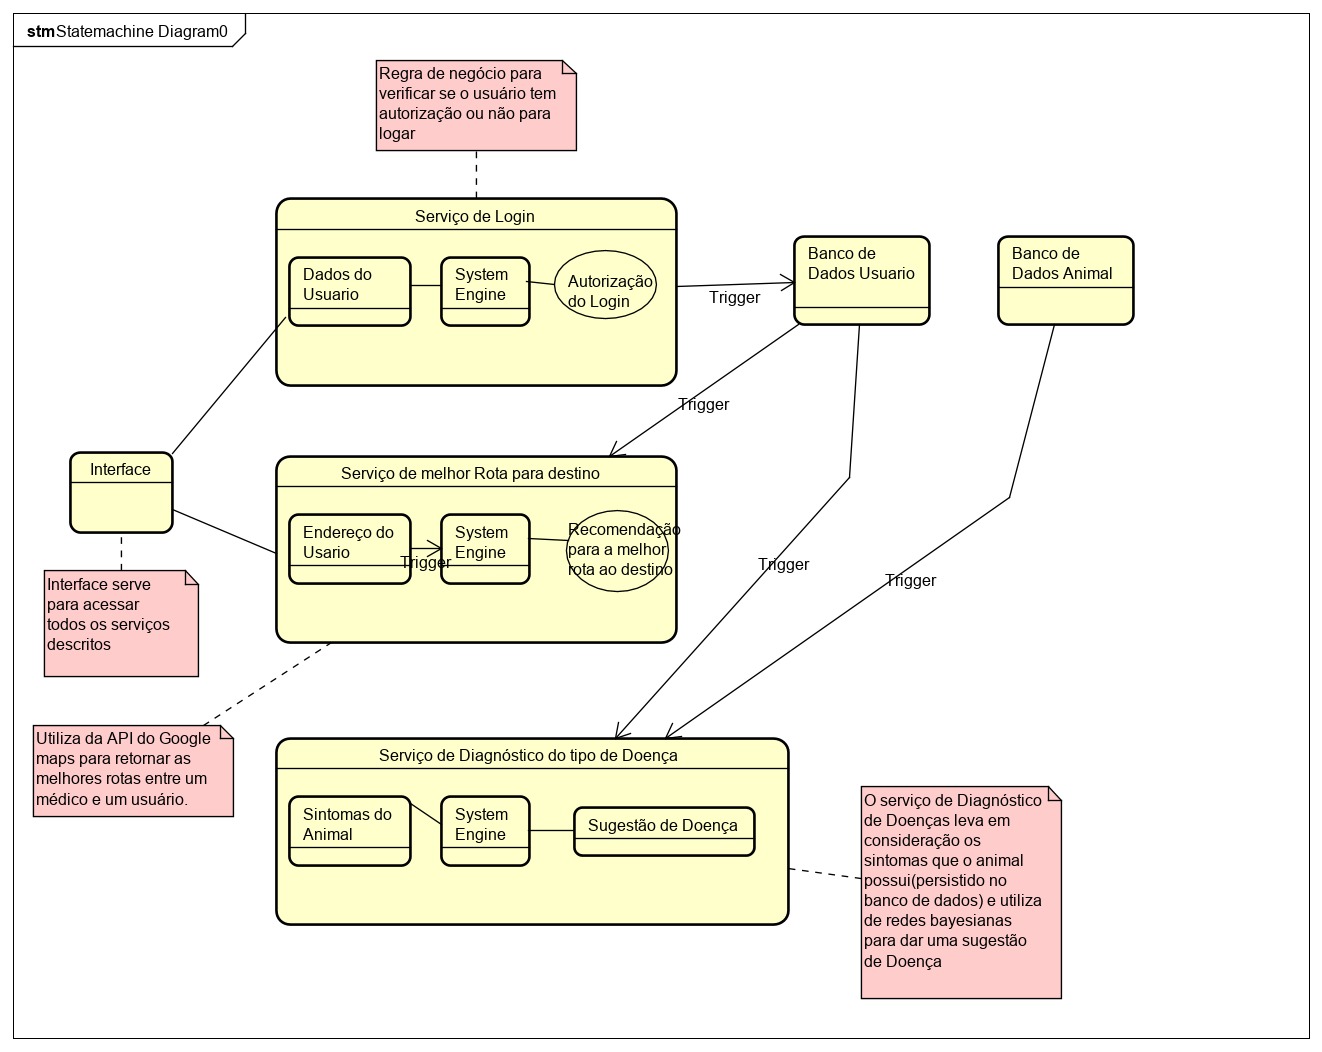 stm Statemachine Diagram0
Regra de negócio para
verificar se o usuário tem
autorização ou não para
logar
Serviço de Login
Dados do
Usuario
System
Engine
Autorização
do Login
Trigger
Banco de
Dados Usuario
Banco de
Dados Animal
Trigger
Interface
Interface serve
para acessar
todos os serviços
descritos
Serviço de melhor Rota para destino
Endereço do
Usario
Trigger
System
Engine
Recomendação
para a melhor
rota ao destino
Trigger
Trigger
Utiliza da API do Google
maps para retornar as
melhores rotas entre um
médico e um usuário.
Serviço de Diagnóstico do tipo de Doença
Sintomas do
Animal
System
Engine
Sugestão de Doença
O serviço de Diagnóstico
de Doenças leva em
consideração os
sintomas que o animal
possui(persistido no
banco de dados) e utiliza
de redes bayesianas
para dar uma sugestão
de Doença